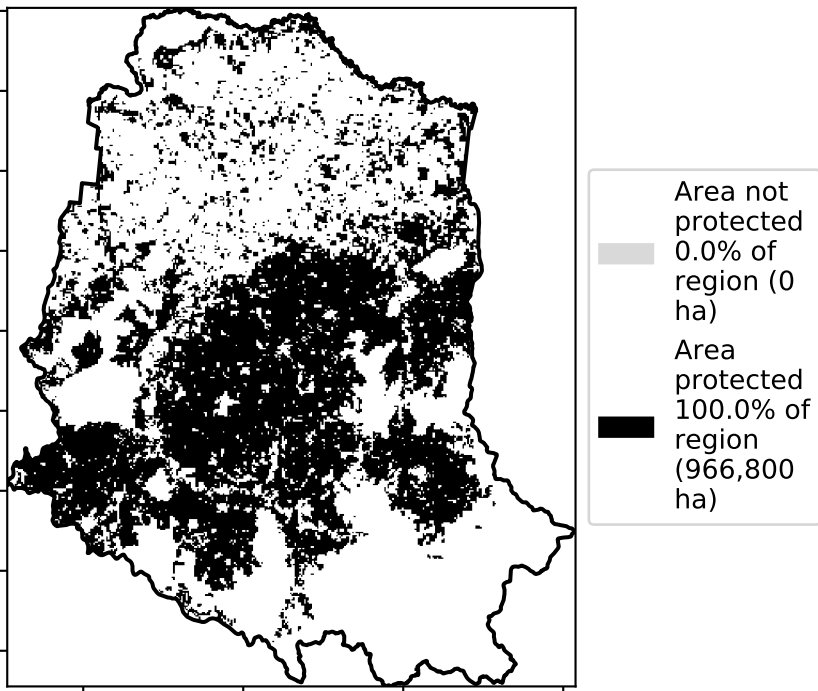 Area not
protected
0.0% of
region (0
ha)
Area
protected
100.0% of
region
(966,800
ha)